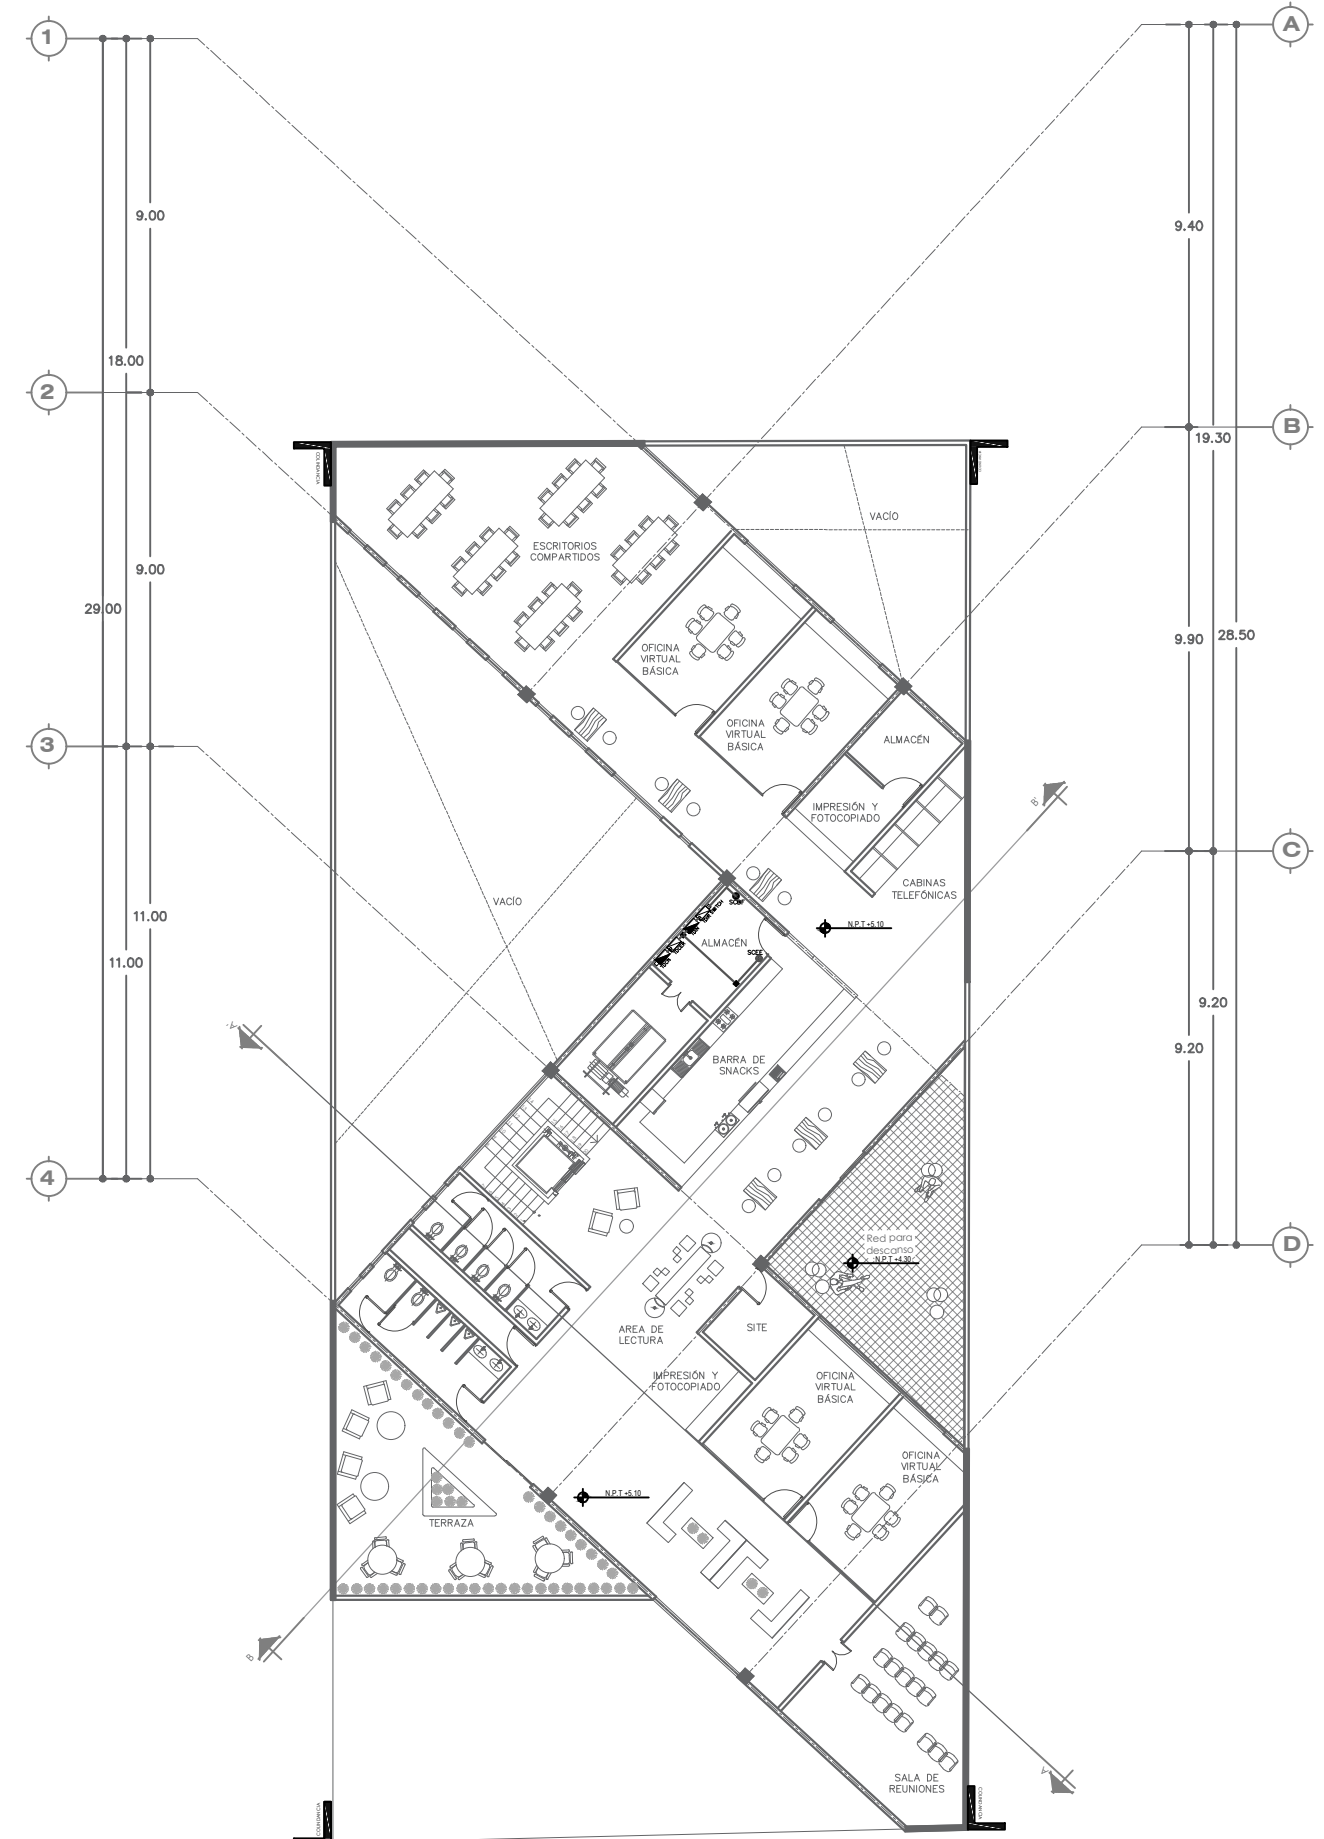 1
A
9.00
9.40
18.00
2
B
19.30
COLINDANCIA
VACÍO
ESCRITORIOS
COMPARTIDOS
9.00
29.00
9.90
28.50
OFICINA
VIRTUAL
BÁSICA
OFICINA
VIRTUAL
BÁSICA
ALMACÉN
3
IMPRESIÓN Y
FOTOCOPIADO
B'
C
CABINAS
TELEFÓNICAS
VACÍO
11.00
N.P.T +5.10
ALMACÉN
11.00
9.20
A'
9.20
BARRA DE
SNACKS
4
Red para
descanso
N.P.T +4.30
D
AREA DE
LECTURA
SITE
IMPRESIÓN Y
FOTOCOPIADO
OFICINA
VIRTUAL
BÁSICA
OFICINA
VIRTUAL
BÁSICA
N.P.T +5.10
TERRAZA
B
SALA DE
REUNIONES
A'
COLINDANCIA
COLINDANCIA